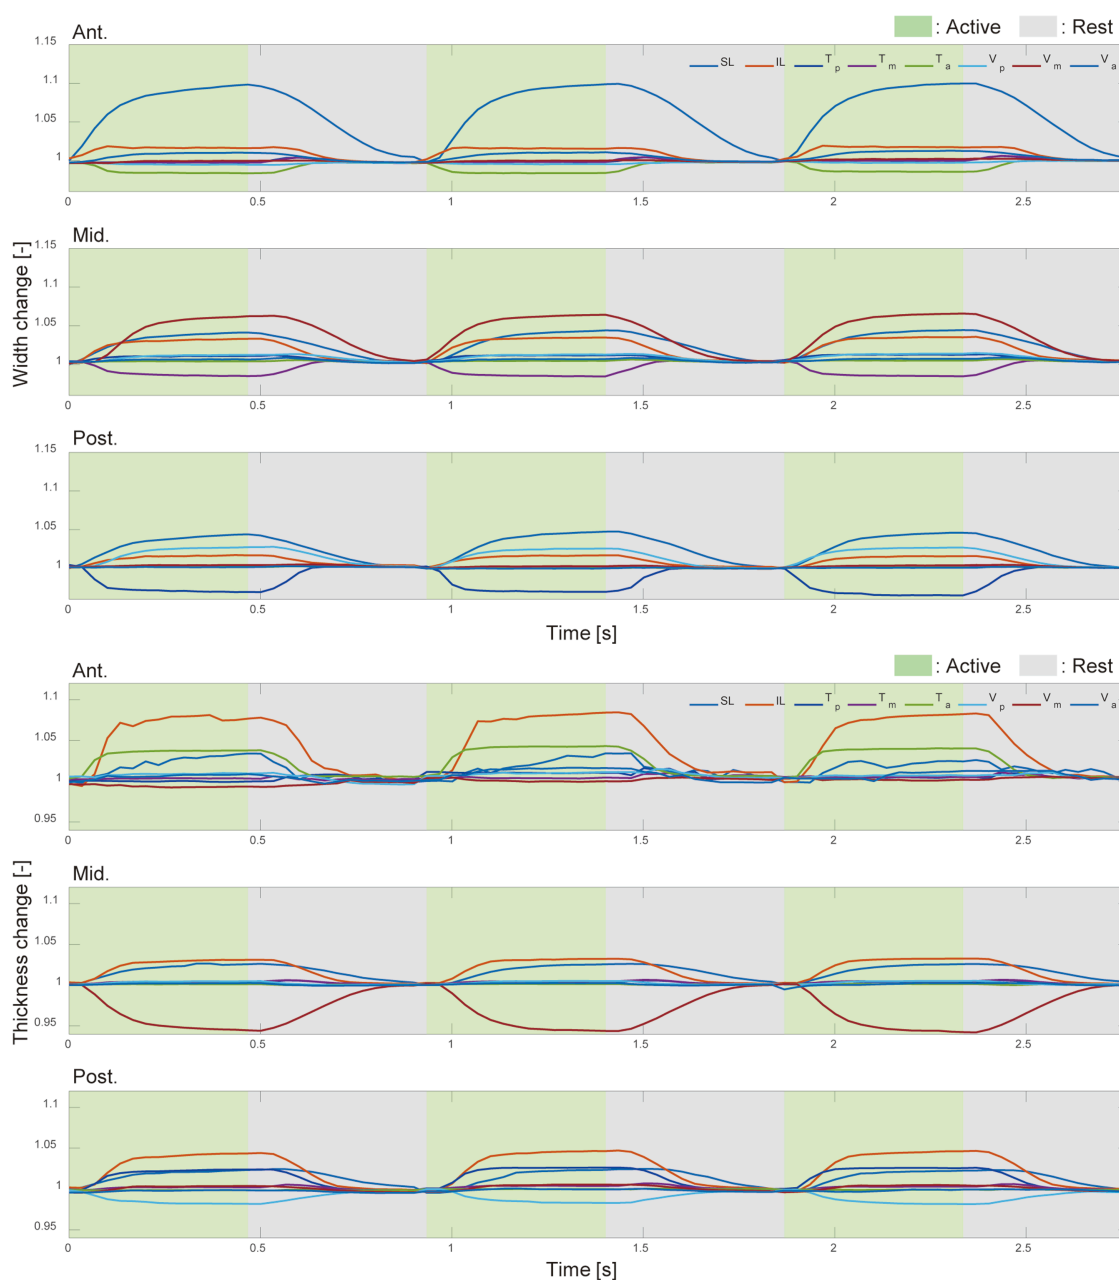 Ant.
: Active : Rest
SL IL T p T m T a V p V m V a
1.15
1.1
1.05
1
0 0.5 1 1.5 2 2.5
Mid.
1.15
1.1
1.05
1
0 0.5 1 1.5 2 2.5
Width change [-]
Post.
1.15
1.1
1.05
1
0 0.5 1 1.5 2 2.5
Time [s]
Ant.
: Active : Rest
SL IL T p T m T a V p V m V a
1.1
1.05
1
0.95
0 0.5 1 1.5 2 2.5
Mid.
1.1
1.05
1
0.95
0 0.5 1 1.5 2 2.5
Thickness change [-]
Post.
1.1
1.05
1
0.95
0 0.5 1 1.5 2 2.5
Time [s]